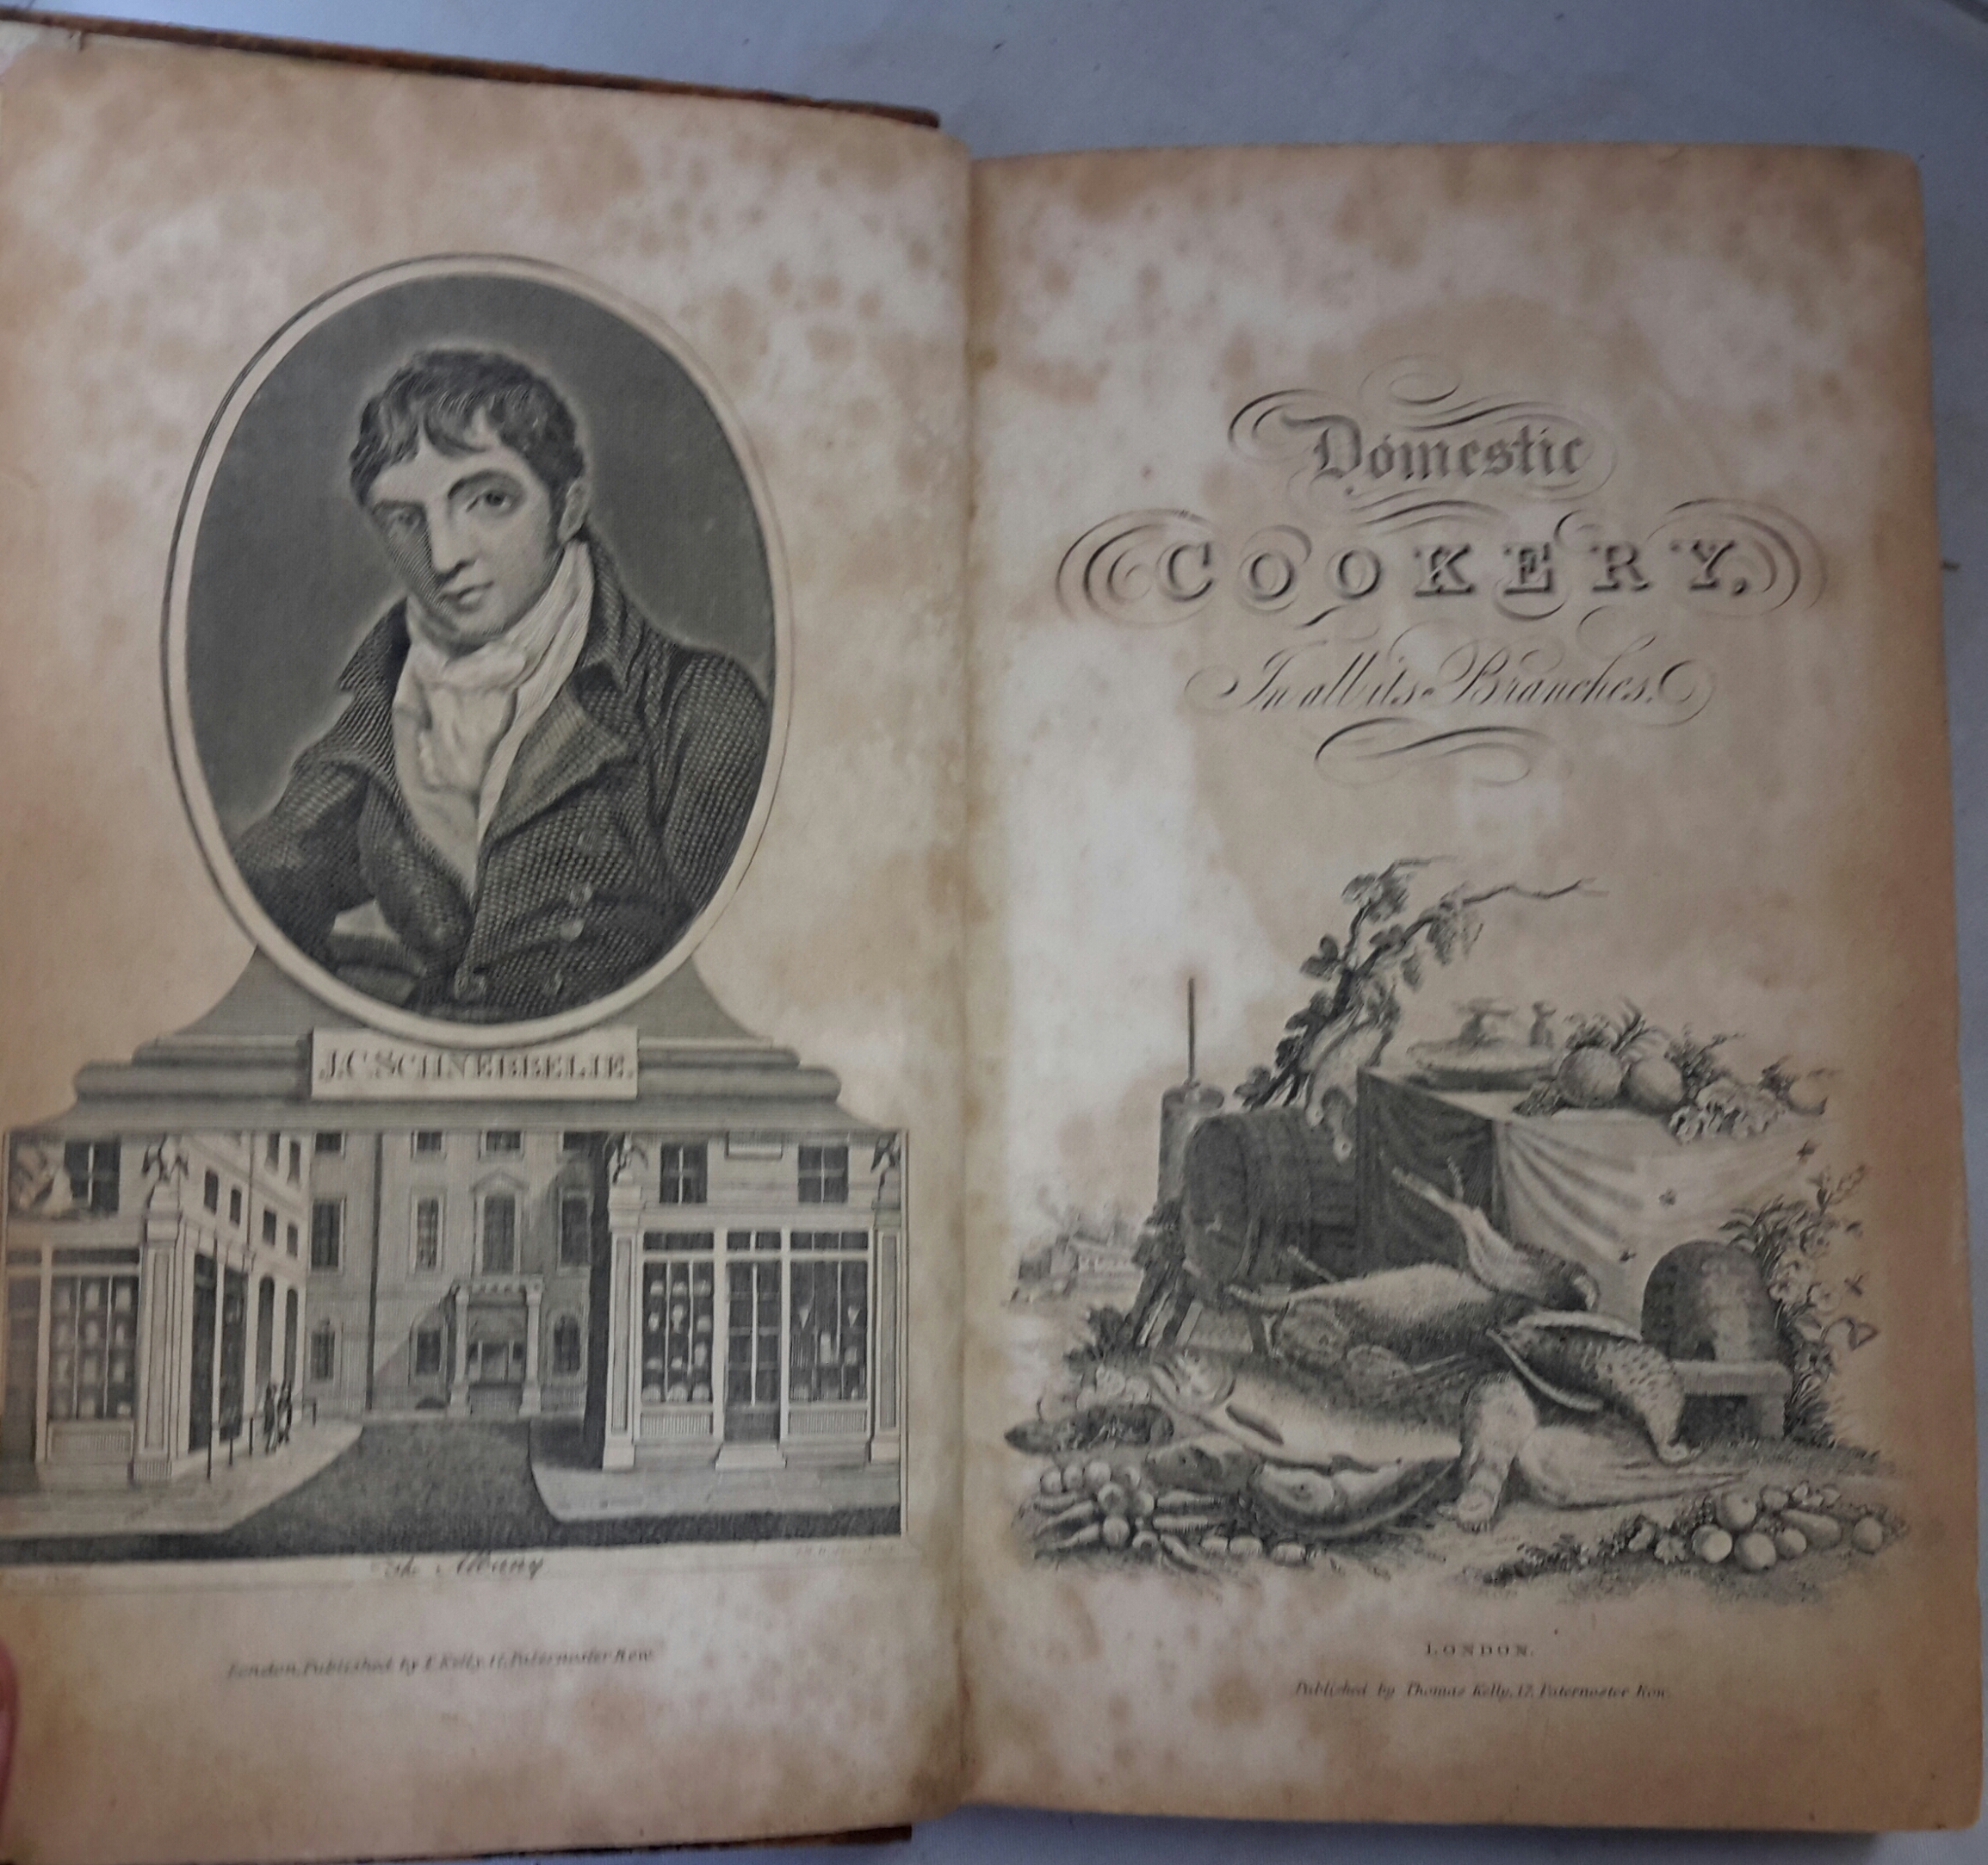 J.C. SCHNEBBELIE.
The Albany
London, Published by T. Kelly, 17, Paternoster Row.
Domestic
COOKERY,
In all its Branches.
LONDON.
Published by Thomas Kelly, 17, Paternoster Row.